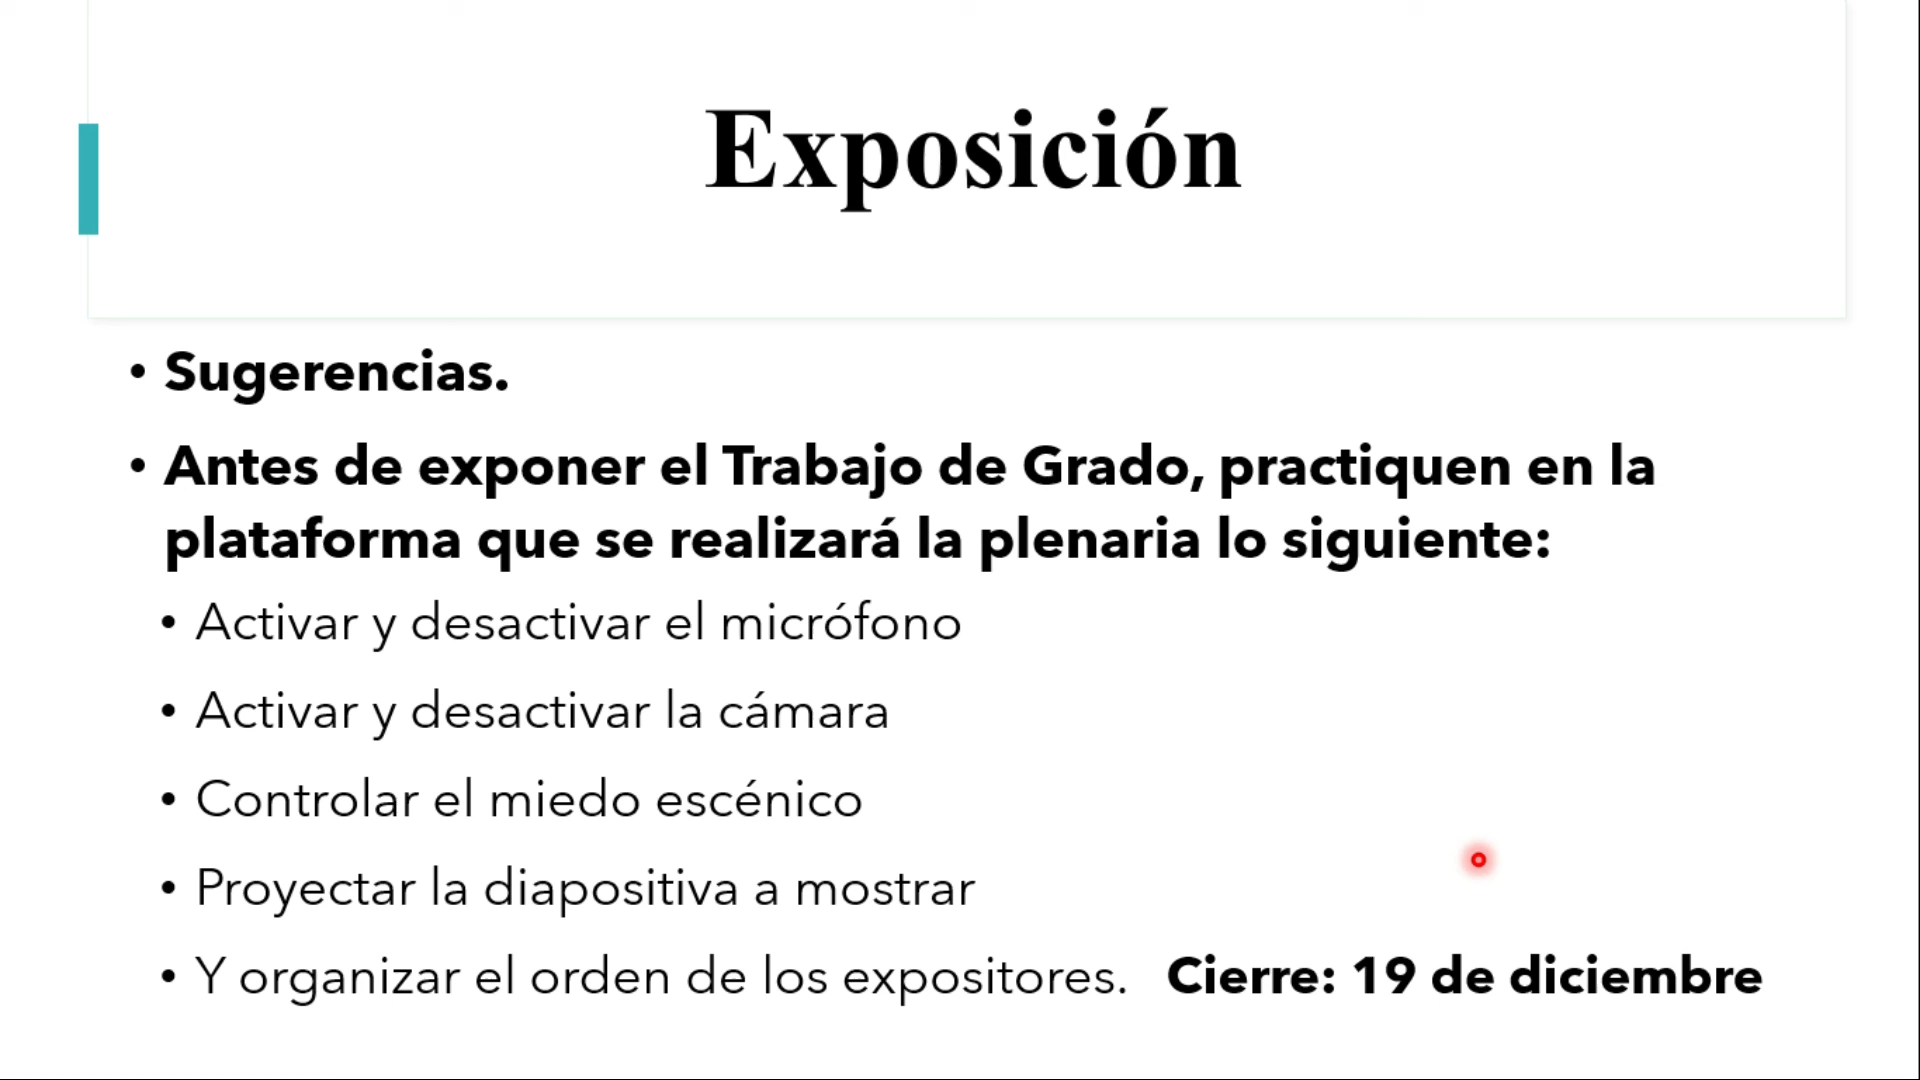 Exposición
• Sugerencias.
• Antes de exponer el Trabajo de Grado, practiquen en la
plataforma que se realizará la plenaria lo siguiente:
• Activar y desactivar el micrófono
• Activar y desactivar la cámara
• Controlar el miedo escénico
• Proyectar la diapositiva a mostrar
• Y organizar el orden de los expositores. Cierre: 19 de diciembre